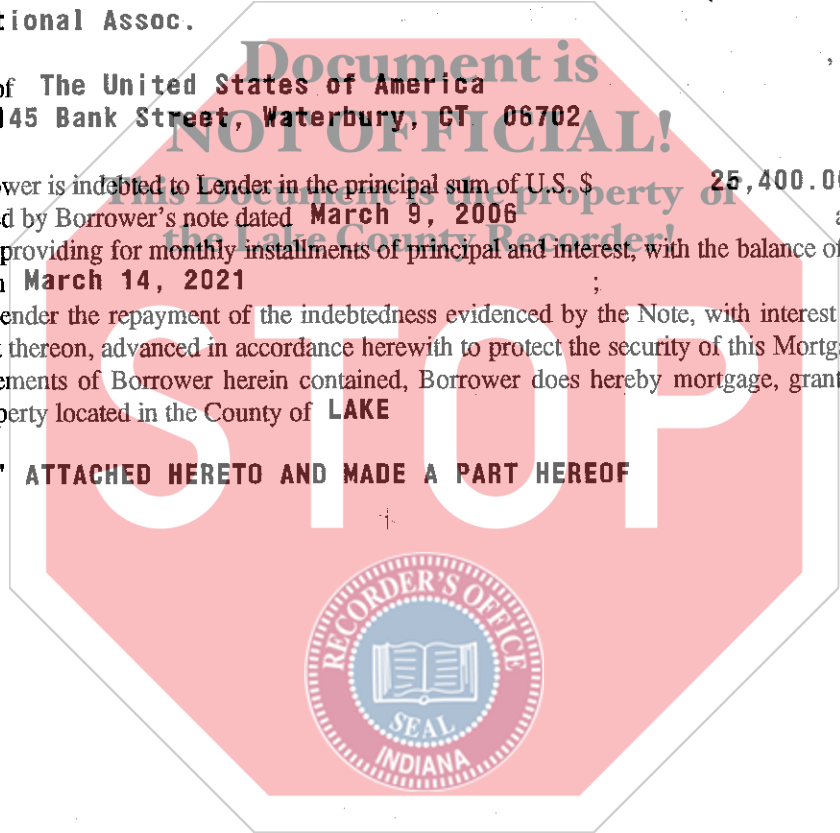 tional Assoc.
of The United States of America
145 Bank Street, Waterbury, CT 06702
wer is indebted to Lender in the principal sum of U.S. $ 25,400.0
d by Borrower's note dated March 9, 2006
providing for monthly installments of principal and interest, with the balance of
March 14, 2021 ;
ender the repayment of the indebtedness evidenced by the Note, with interest
thereon, advanced in accordance herewith to protect the security of this Mortg
ements of Borrower herein contained, Borrower does hereby mortgage, grant
perty located in the County of LAKE
" ATTACHED HERETO AND MADE A PART HEREOF
Document is
NOT OFFICIAL!
This Document is the property of
the Lake County Recorder!
STOP
RECORDER'S OFFICE
SEAL
INDIANA